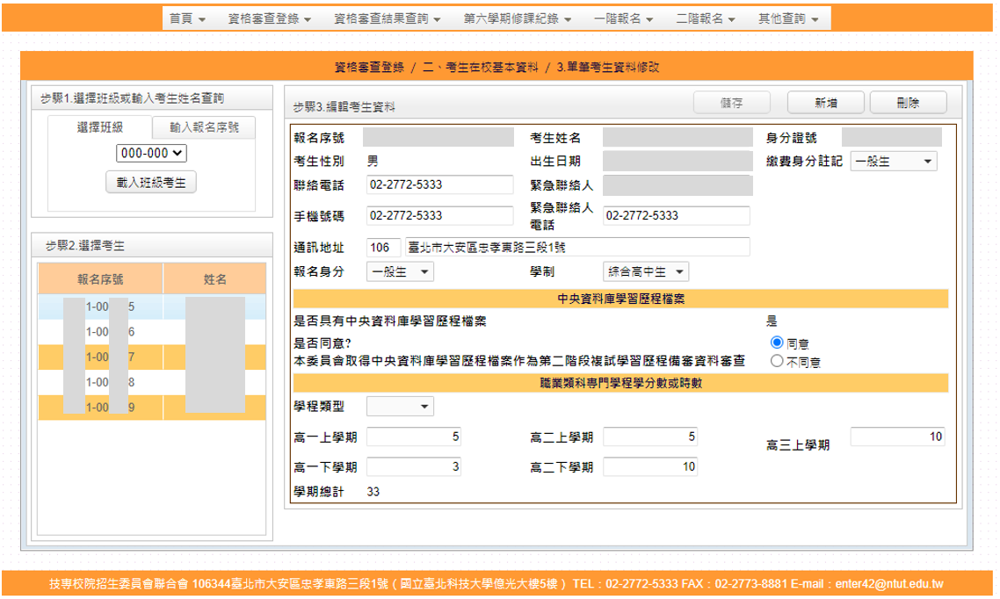 首頁 資格審查登錄 資格審查結果查詢 第六學期修課紀錄 一階報名 二階報名 其他查詢
資格審查登錄 / 二、考生在校基本資料 / 3.單筆考生資料修改
步驟1.選擇班級或輸入考生姓名查詢
選擇班級 輸入報名序號
000-000
載入班級考生
步驟2.選擇考生
報名序號 姓名
1-00 5
1-00 6
1-00 7
1-00 8
1-00 9
步驟3.編輯考生資料 儲存 新增 刪除
報名序號 考生姓名 身分證號
考生性別 男 出生日期 繳費身分註記 一般生
聯絡電話 02-2772-5333 緊急聯絡人
手機號碼 02-2772-5333 緊急聯絡人電話 02-2772-5333
通訊地址 106 臺北市大安區忠孝東路三段1號
報名身分 一般生 學制 綜合高中生
中央資料庫學習歷程檔案
是否具有中央資料庫學習歷程檔案 是
是否同意? 同意
本委員會取得中央資料庫學習歷程檔案作為第二階段複試學習歷程備審資料審查 不同意
職業類科專門學程學分數或時數
學程類型
高一上學期 5 高二上學期 5 高三上學期 10
高一下學期 3 高二下學期 10
學期總計 33
技專校院招生委員會聯合會 106344臺北市大安區忠孝東路三段1號（國立臺北科技大學億光大樓5樓） TEL：02-2772-5333 FAX：02-2773-8881 E-mail：enter42@ntut.edu.tw